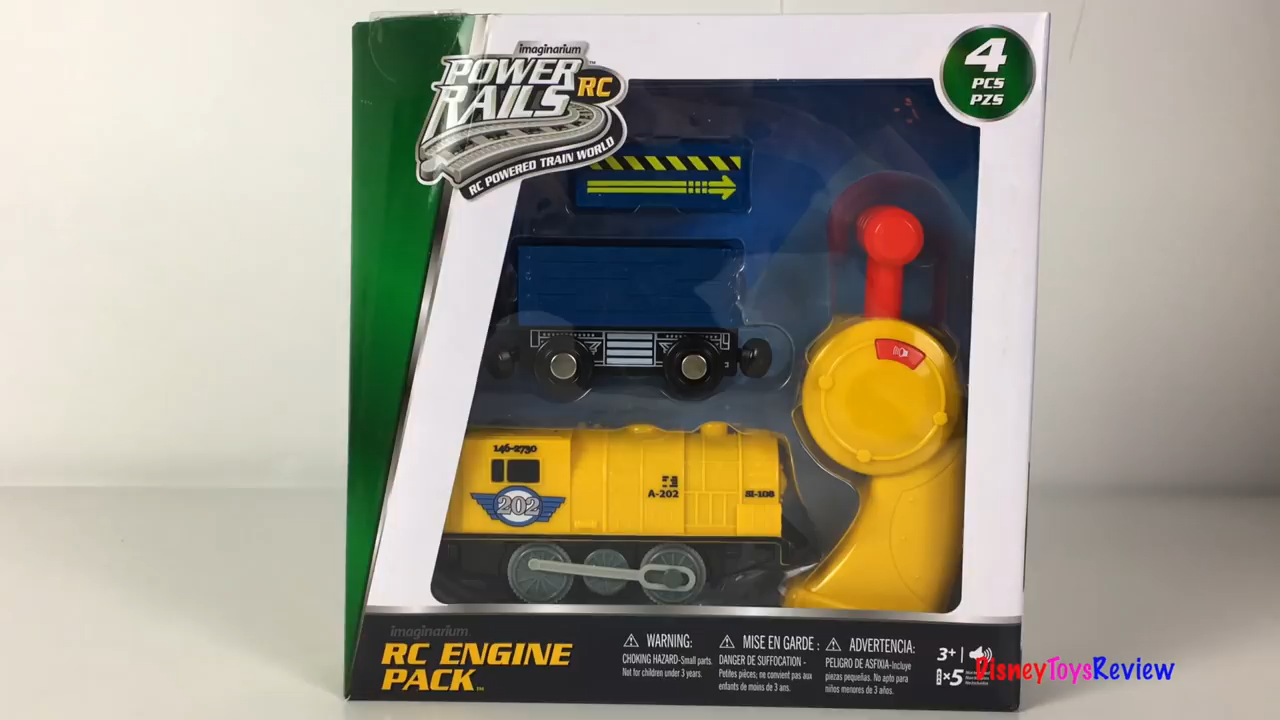 imaginarium
POWER
RAILS RC
RC POWERED TRAIN WORLD
4
PCS
PZS
146-2730
202
A-202
SI-108
imaginarium
RC ENGINE
PACK
WARNING:
CHOKING HAZARD-Small parts.
Not for children under 3 years.
MISE EN GARDE :
DANGER DE SUFFOCATION -
Petites pièces; ne convient pas aux
enfants de moins de 3 ans.
ADVERTENCIA:
PELIGRO DE ASFIXIA-Incluye
piezas pequeñas. No apto para
niños menores de 3 años.
3+
×5
DisneyToysReview